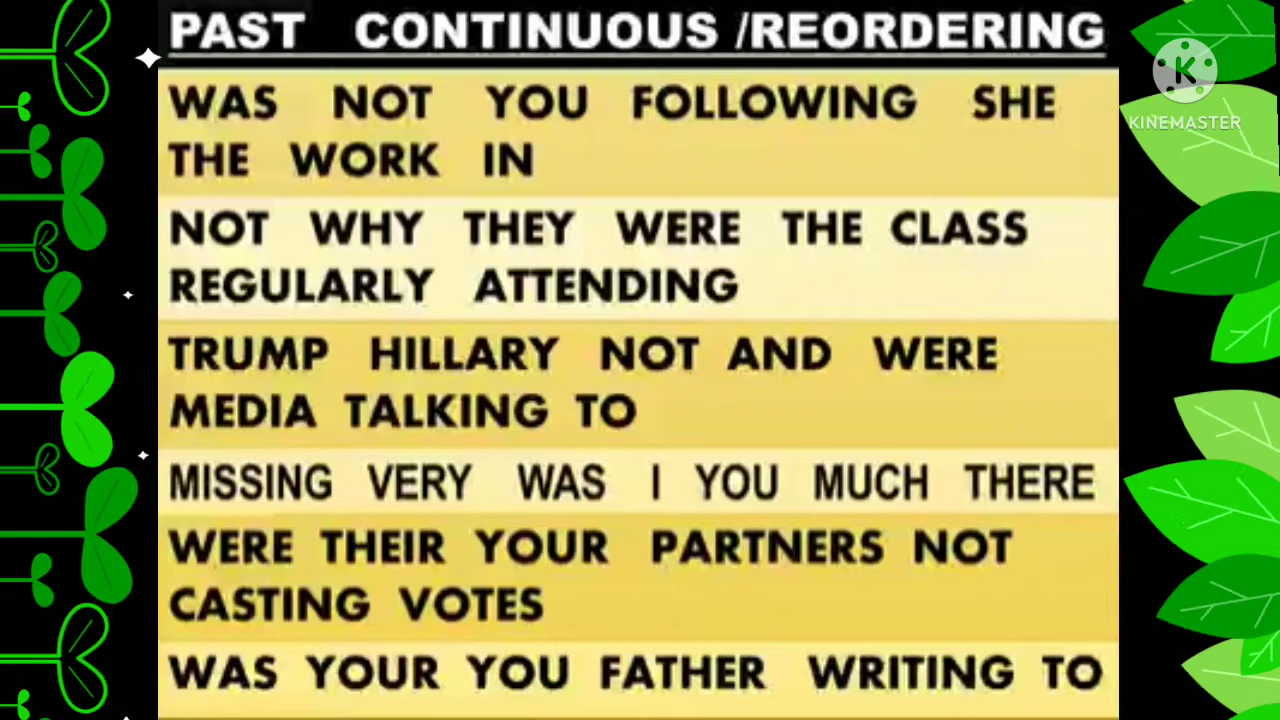 PAST CONTINUOUS /REORDERING
WAS NOT YOU FOLLOWING SHE
THE WORK IN
NOT WHY THEY WERE THE CLASS
REGULARLY ATTENDING
TRUMP HILLARY NOT AND WERE
MEDIA TALKING TO
MISSING VERY WAS I YOU MUCH THERE
WERE THEIR YOUR PARTNERS NOT
CASTING VOTES
WAS YOUR YOU FATHER WRITING TO
K
KINEMASTER